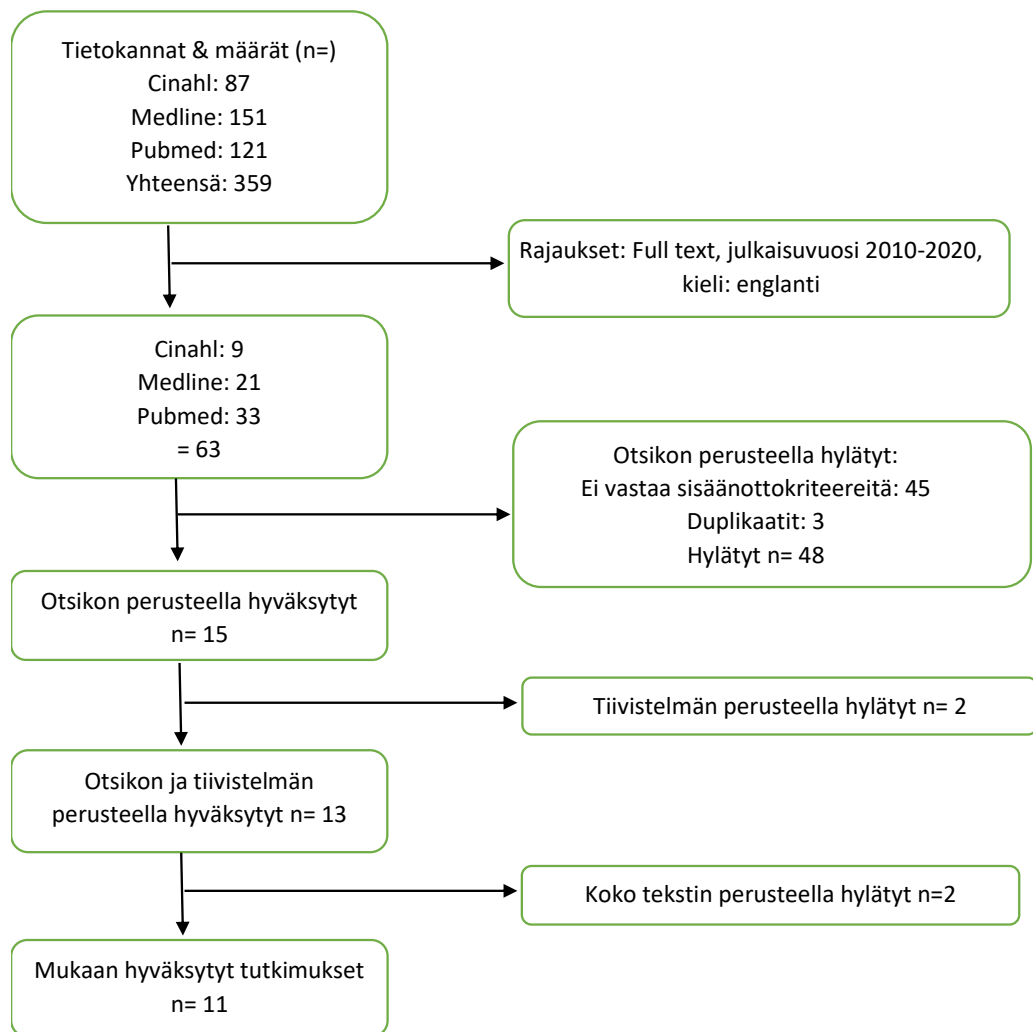 Tietokannat & määrät (n=)
Cinahl: 87
Medline: 151
Pubmed: 121
Yhteensä: 359
Rajaukset: Full text, julkaisuvuosi 2010-2020,
kieli: englanti
Cinahl: 9
Medline: 21
Pubmed: 33
= 63
Otsikon perusteella hylätyt:
Ei vastaa sisäänottokriteereitä: 45
Duplikaatit: 3
Hylätyt n= 48
Otsikon perusteella hyväksytyt
n= 15
Tiivistelmän perusteella hylätyt n= 2
Otsikon ja tiivistelmän
perusteella hyväksytyt n= 13
Koko tekstin perusteella hylätyt n=2
Mukaan hyväksytyt tutkimukset
n= 11